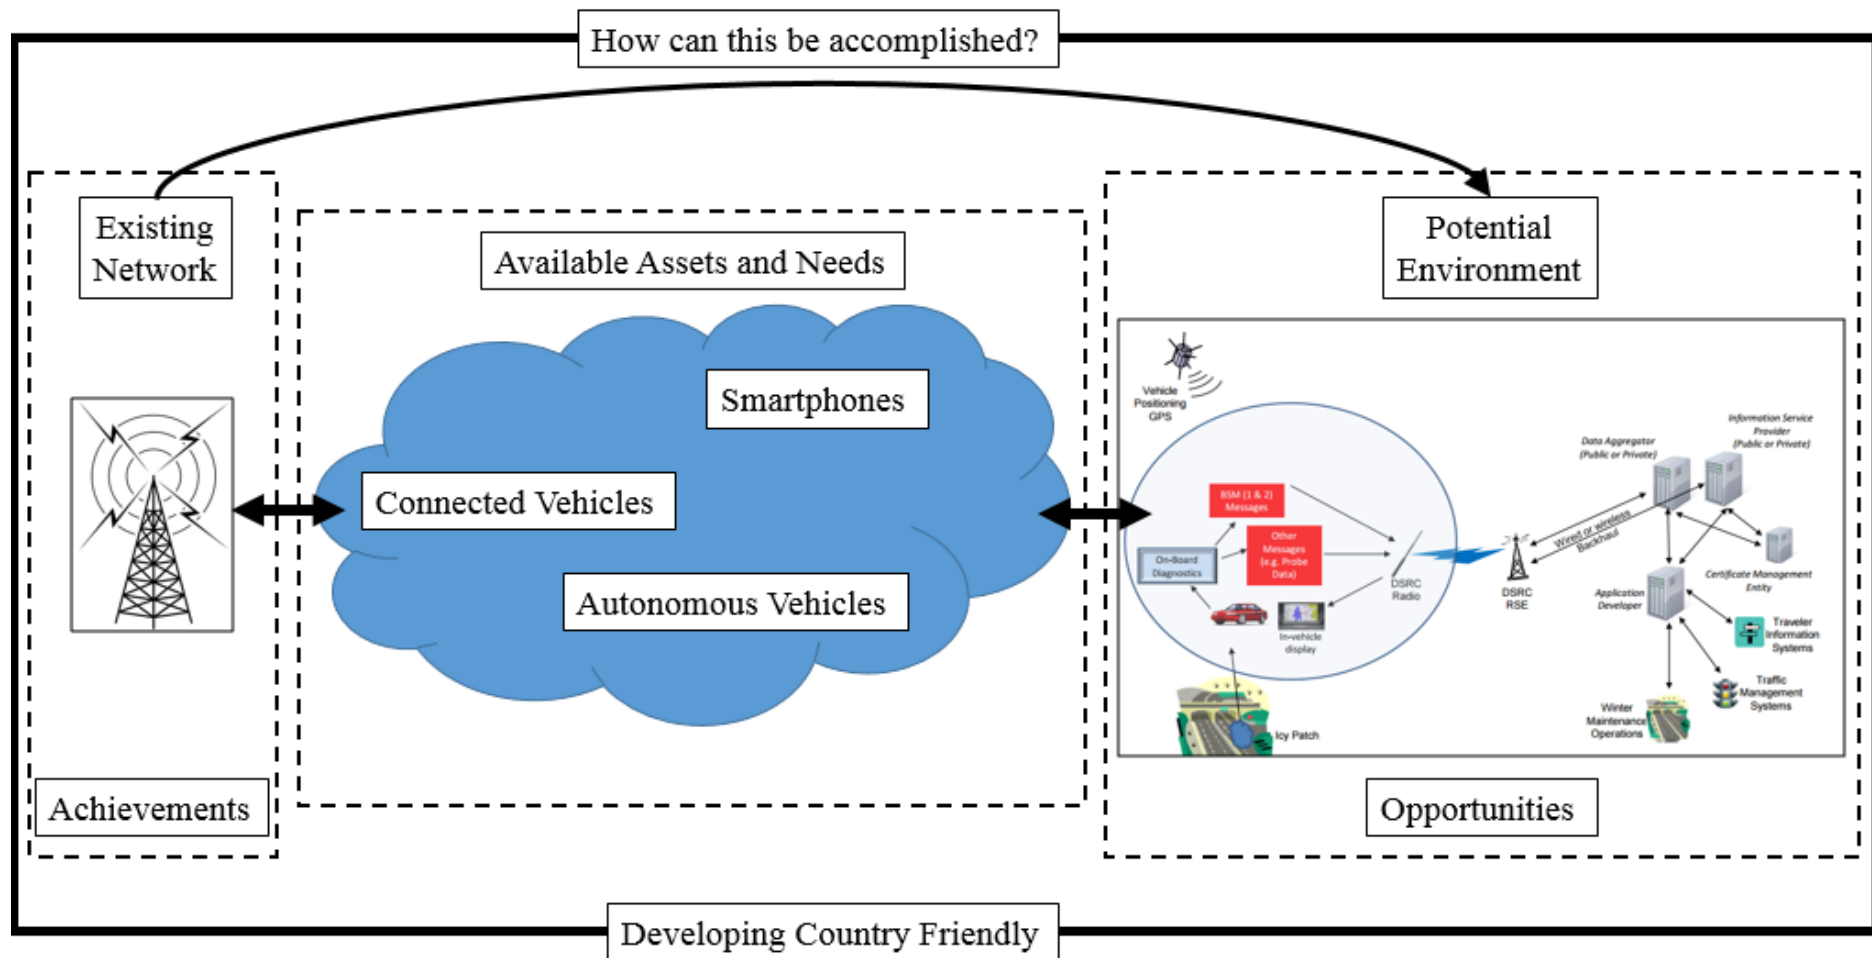 How can this be accomplished?
Existing
Network
Available Assets and Needs
Potential
Environment
Smartphones
Connected Vehicles
Autonomous Vehicles
Achievements
Vehicle
Positioning
GPS
BSM (1 & 2)
Messages
Other
Messages
(e.g. Probe
Data)
On-Board
Diagnostics
DSRC
Radio
In-vehicle
display
Icy Patch
DSRC
RSE
Wired or wireless
Backhaul
Data Aggregator
(Public or Private)
Information Service
Provider
(Public or Private)
Certificate Management
Entity
Application
Developer
Traveler
Information
Systems
Traffic
Management
Systems
Winter
Maintenance
Operations
Opportunities
Developing Country Friendly